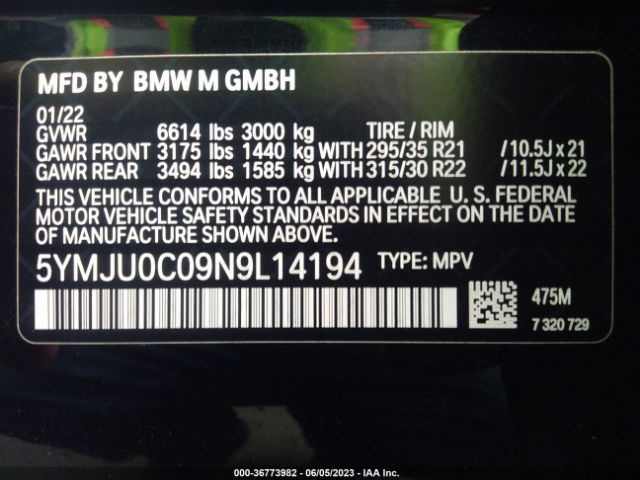 MFD BY BMW M GMBH
01/22
GVWR 6614 lbs 3000 kg TIRE / RIM
GAWR FRONT 3175 lbs 1440 kg WITH 295/35 R21 /10.5J x 21
GAWR REAR 3494 lbs 1585 kg WITH 315/30 R22 /11.5J x 22
THIS VEHICLE CONFORMS TO ALL APPLICABLE U. S. FEDERAL
MOTOR VEHICLE SAFETY STANDARDS IN EFFECT ON THE DATE
OF MANUFACTURE SHOWN ABOVE.
5YMJU0C09N9L14194 TYPE: MPV
475M
7 320 729
000-36773982 - 06/05/2023 - IAA Inc.